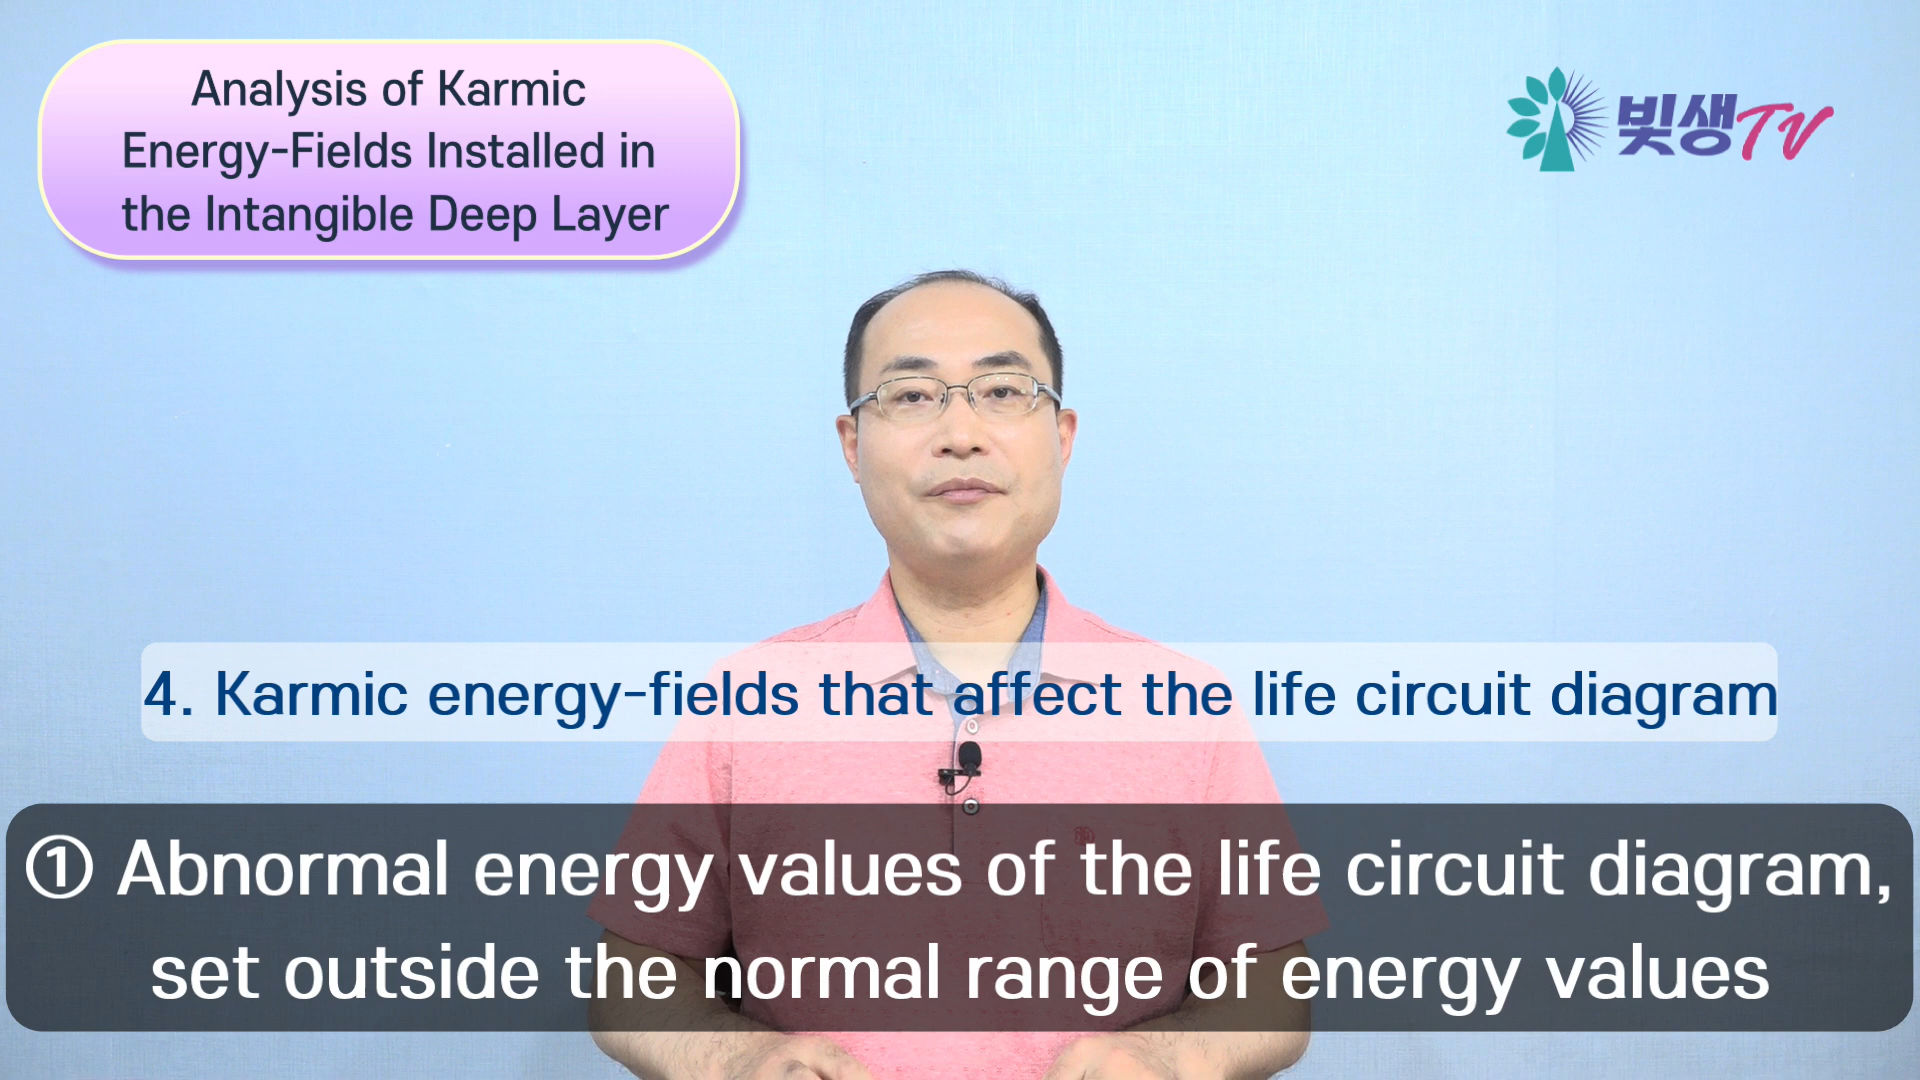 Analysis of Karmic
Energy-Fields Installed in
the Intangible Deep Layer
빛생TV
4. Karmic energy-fields that affect the life circuit diagram
① Abnormal energy values of the life circuit diagram,
set outside the normal range of energy values